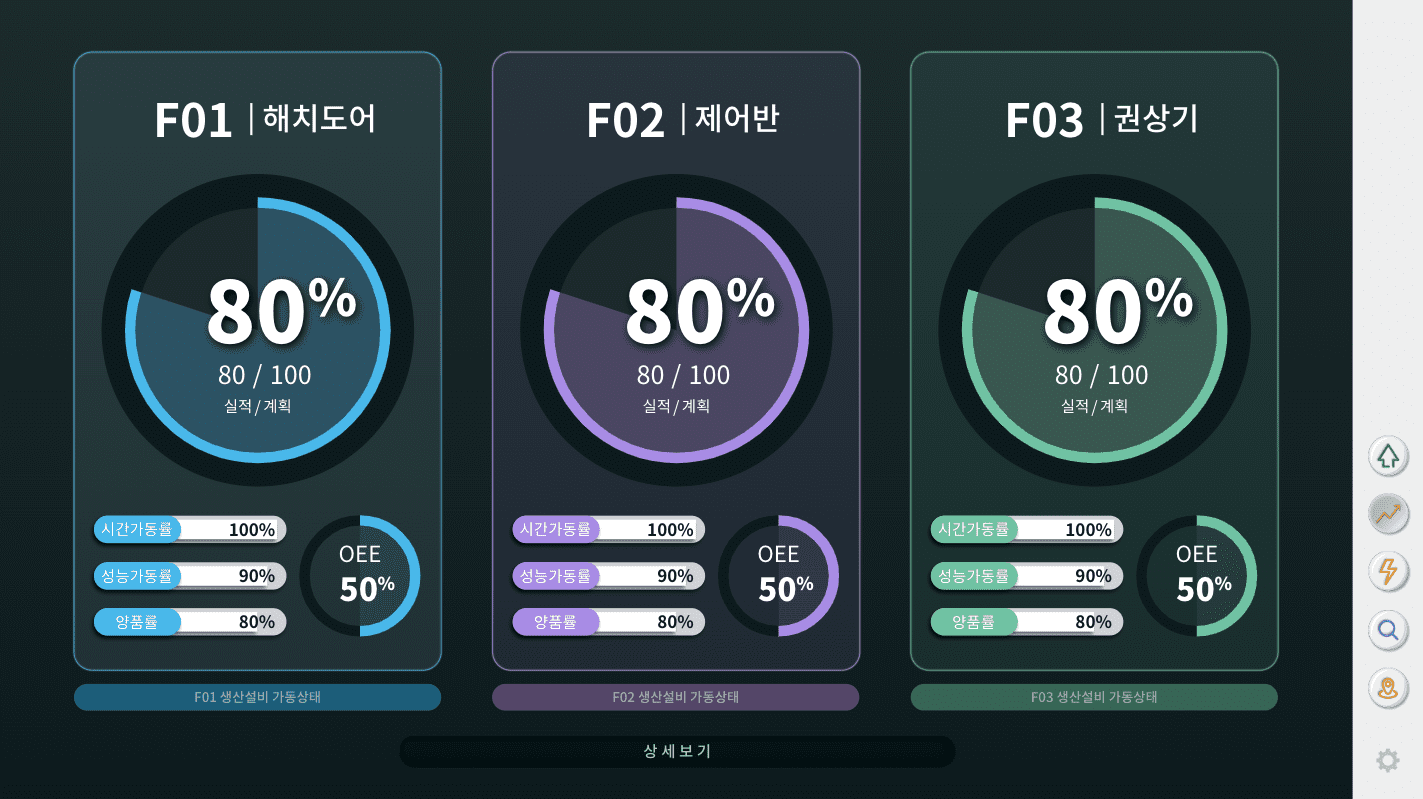 F01 | 해치도어
80%
80 / 100
실적 / 계획
시간가동률 100%
성능가동률 90%
양품률 80%
OEE
50%
F01 생산설비 가동상태
F02 | 제어반
80%
80 / 100
실적 / 계획
시간가동률 100%
성능가동률 90%
양품률 80%
OEE
50%
F02 생산설비 가동상태
F03 | 권상기
80%
80 / 100
실적 / 계획
시간가동률 100%
성능가동률 90%
양품률 80%
OEE
50%
F03 생산설비 가동상태
상세보기